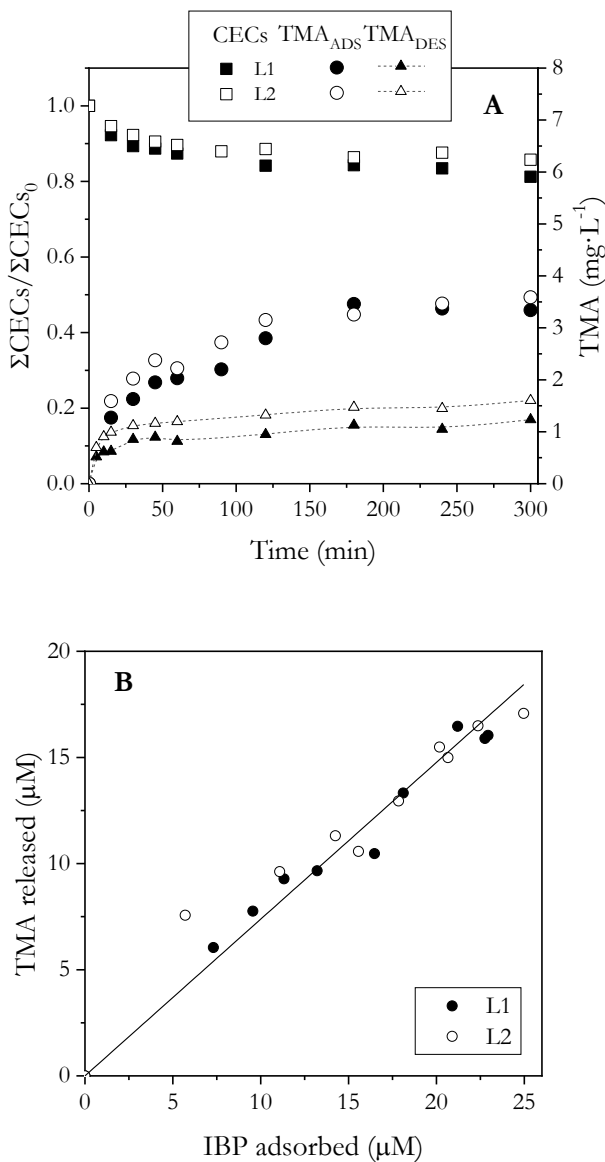 CECs TMA_ADS TMA_DES
L1
L2
A
1.0
0.8
0.6
0.4
0.2
0.0
ΣCECs/ΣCECs₀
8
7
6
5
4
3
2
1
0
TMA (mg·L⁻¹)
0 50 100 150 200 250 300
Time (min)
B
20
15
10
5
0
TMA released (μM)
L1
L2
0 5 10 15 20 25
IBP adsorbed (μM)